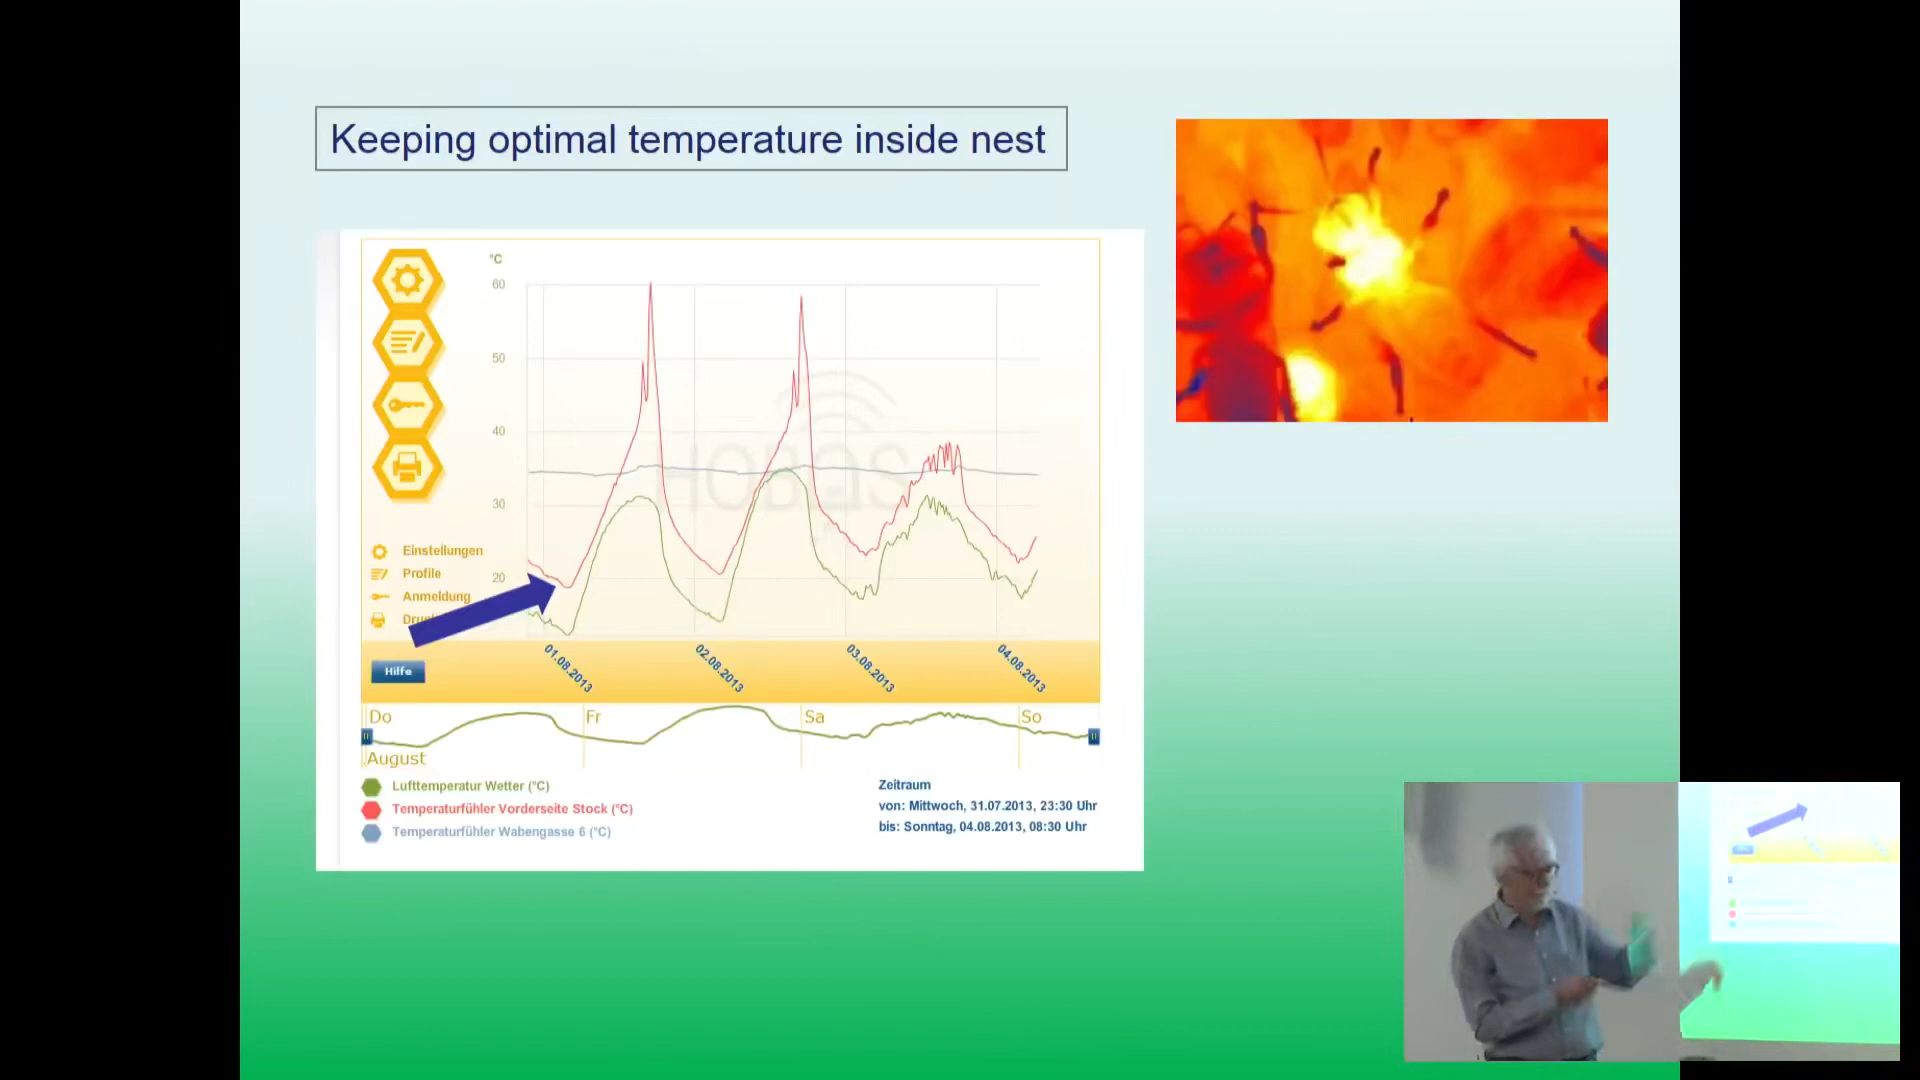 Keeping optimal temperature inside nest
°C
60
50
40
30
20
HOBOS
Einstellungen
Profile
Anmeldung
Hilfe
01.08.2013
02.08.2013
03.08.2013
04.08.2013
Do
Fr
Sa
So
August
Lufttemperatur Wetter (°C)
Temperaturfühler Vorderseite Stock (°C)
Temperaturfühler Wabengasse 6 (°C)
Zeitraum
von: Mittwoch, 31.07.2013, 23:30 Uhr
bis: Sonntag, 04.08.2013, 08:30 Uhr